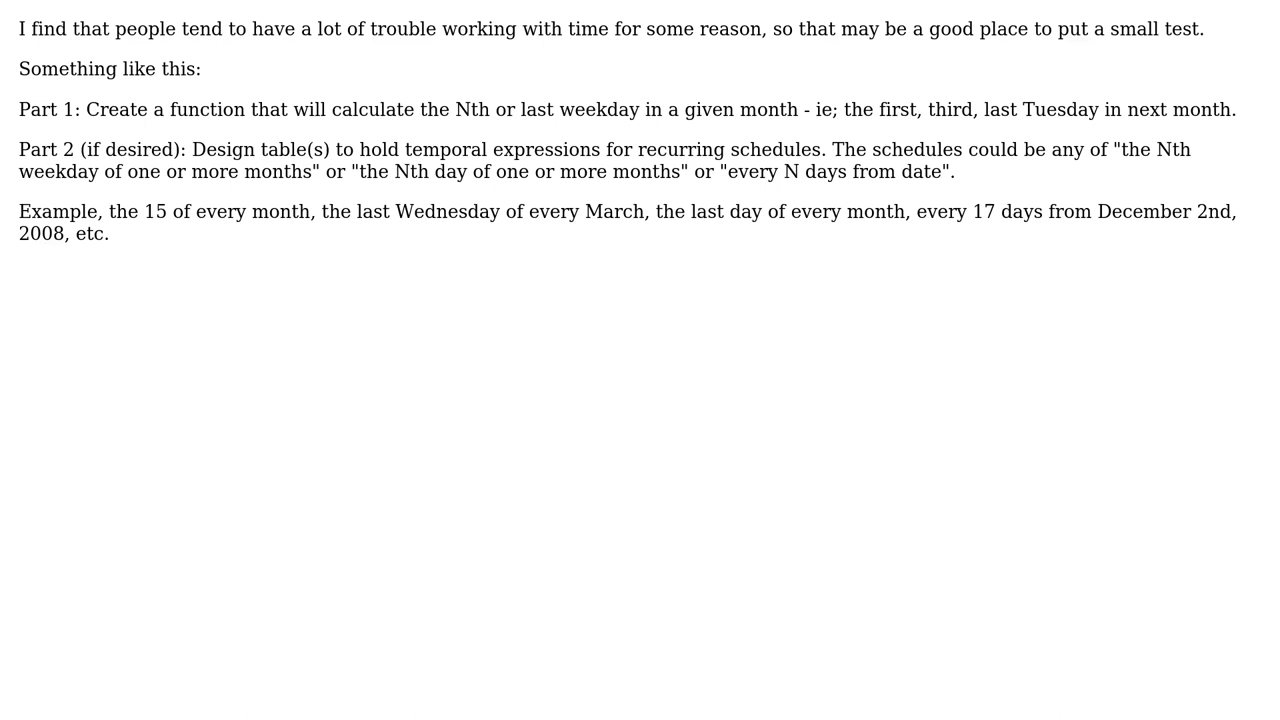 I find that people tend to have a lot of trouble working with time for some reason, so that may be a good place to put a small test.
Something like this:
Part 1: Create a function that will calculate the Nth or last weekday in a given month - ie; the first, third, last Tuesday in next month.
Part 2 (if desired): Design table(s) to hold temporal expressions for recurring schedules. The schedules could be any of "the Nth
weekday of one or more months" or "the Nth day of one or more months" or "every N days from date".
Example, the 15 of every month, the last Wednesday of every March, the last day of every month, every 17 days from December 2nd,
2008, etc.